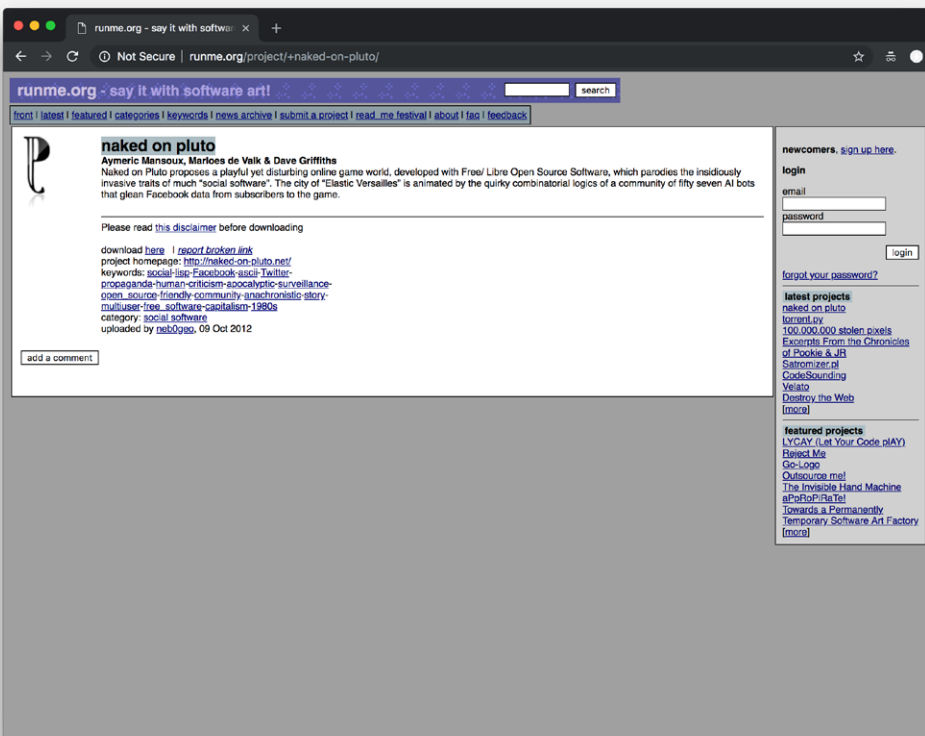 runme.org - say it with softwar
Not Secure | runme.org/project/+naked-on-pluto/
runme.org - say it with software art!
search
front | latest | featured | categories | keywords | news archive | submit a project | read_me festival | about | faq | feedback
naked on pluto
Aymeric Mansoux, Marloes de Valk & Dave Griffiths
Naked on Pluto proposes a playful yet disturbing online game world, developed with Free/ Libre Open Source Software, which parodies the insidiously
invasive traits of much “social software”. The city of “Elastic Versailles” is animated by the quirky combinatorial logics of a community of fifty seven AI bots
that glean Facebook data from subscribers to the game.
Please read this disclaimer before downloading
download here | report broken link
project homepage: http://naked-on-pluto.net/
keywords: social-lisp-Facebook-ascii-Twitter-
propaganda-human-criticism-apocalyptic-surveillance-
open_source-friendly-community-anachronistic-story-
multiuser-free_software-capitalism-1980s
category: social software
uploaded by neb0geo, 09 Oct 2012
add a comment
newcomers, sign up here.
login
email
password
login
forgot your password?
latest projects
naked on pluto
torrent.py
100.000.000 stolen pixels
Excerpts From the Chronicles
of Pookie & JR
Satromizer.pl
CodeSounding
Velato
Destroy the Web
[more]
featured projects
LYCAY (Let Your Code plAY)
Reject Me
Go-Logo
Outsource me!
The Invisible Hand Machine
aPpRoPiRaTe!
Towards a Permanently
Temporary Software Art Factory
[more]